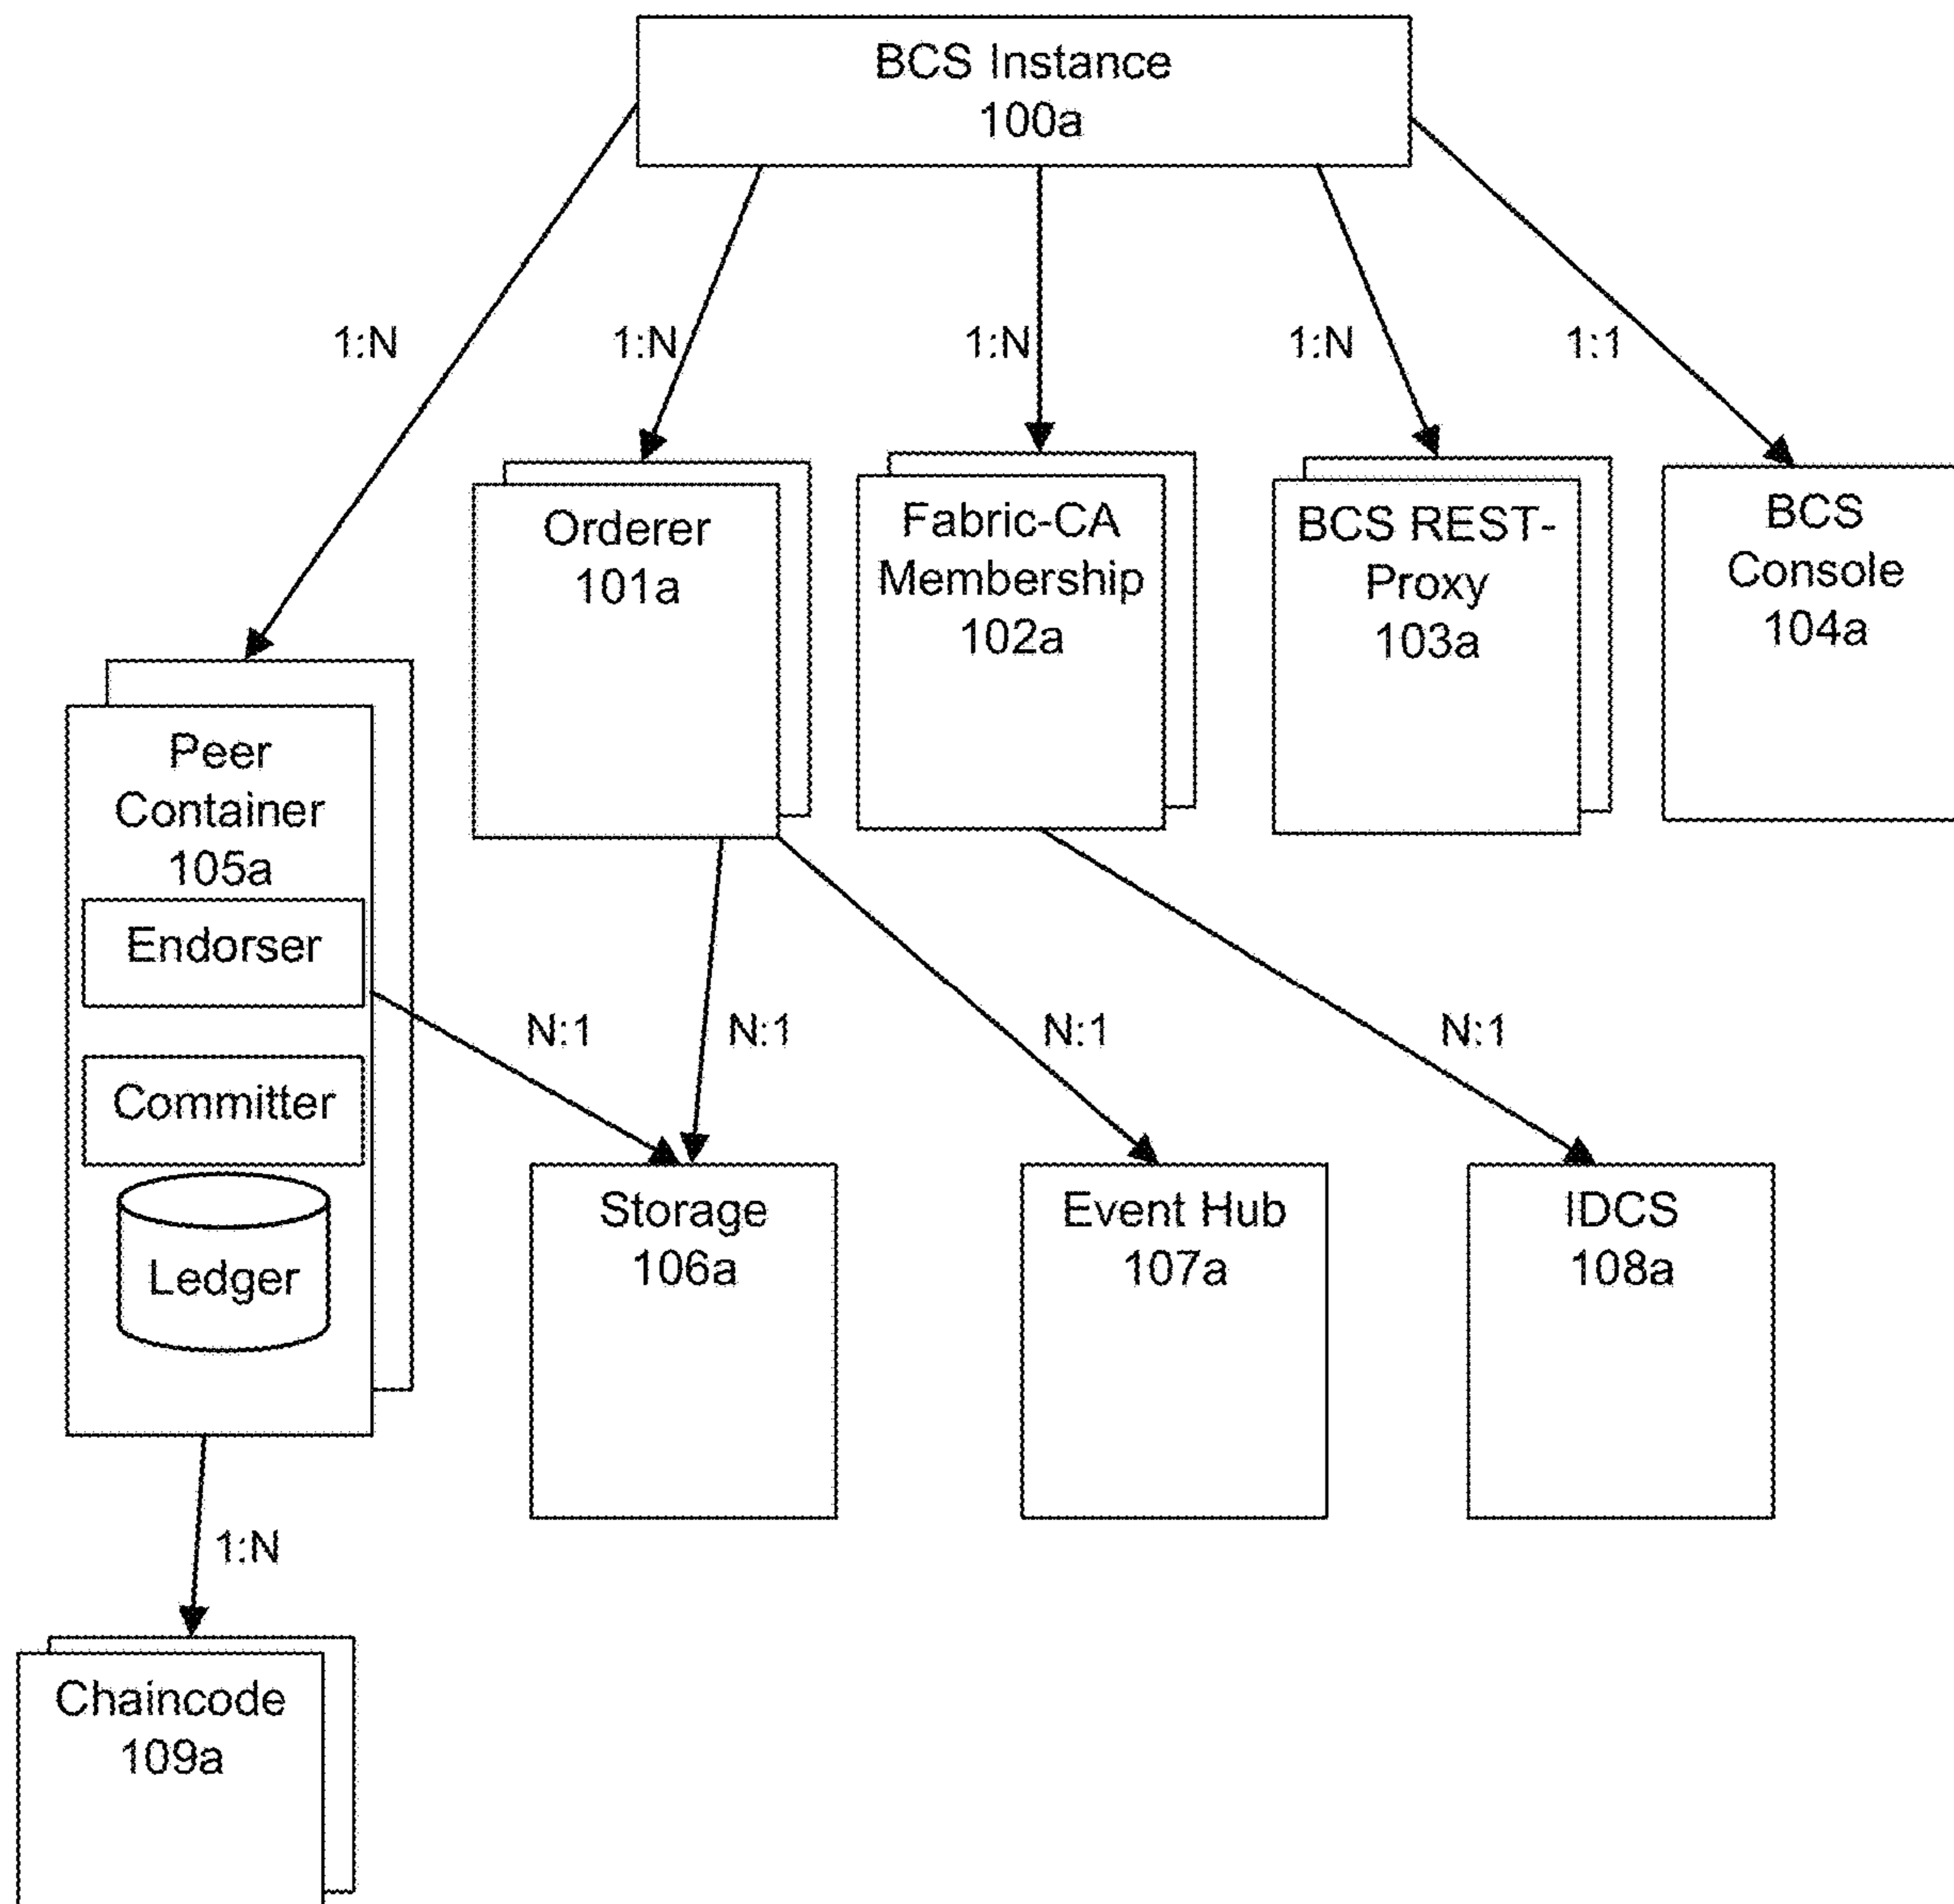 BCS Instance
100a
1:N
1:N
1:N
1:N
1:1
Orderer
101a
Fabric-CA
Membership
102a
BCS REST-
Proxy
103a
BCS
Console
104a
Peer
Container
105a
Endorser
Committer
Ledger
N:1
N:1
N:1
N:1
Storage
106a
Event Hub
107a
IDCS
108a
1:N
Chaincode
109a